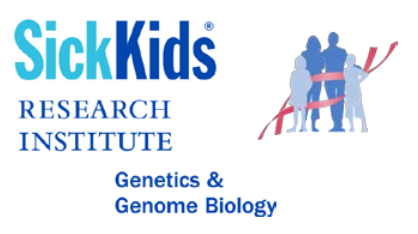 SickKids®
RESEARCH
INSTITUTE
Genetics &
Genome Biology